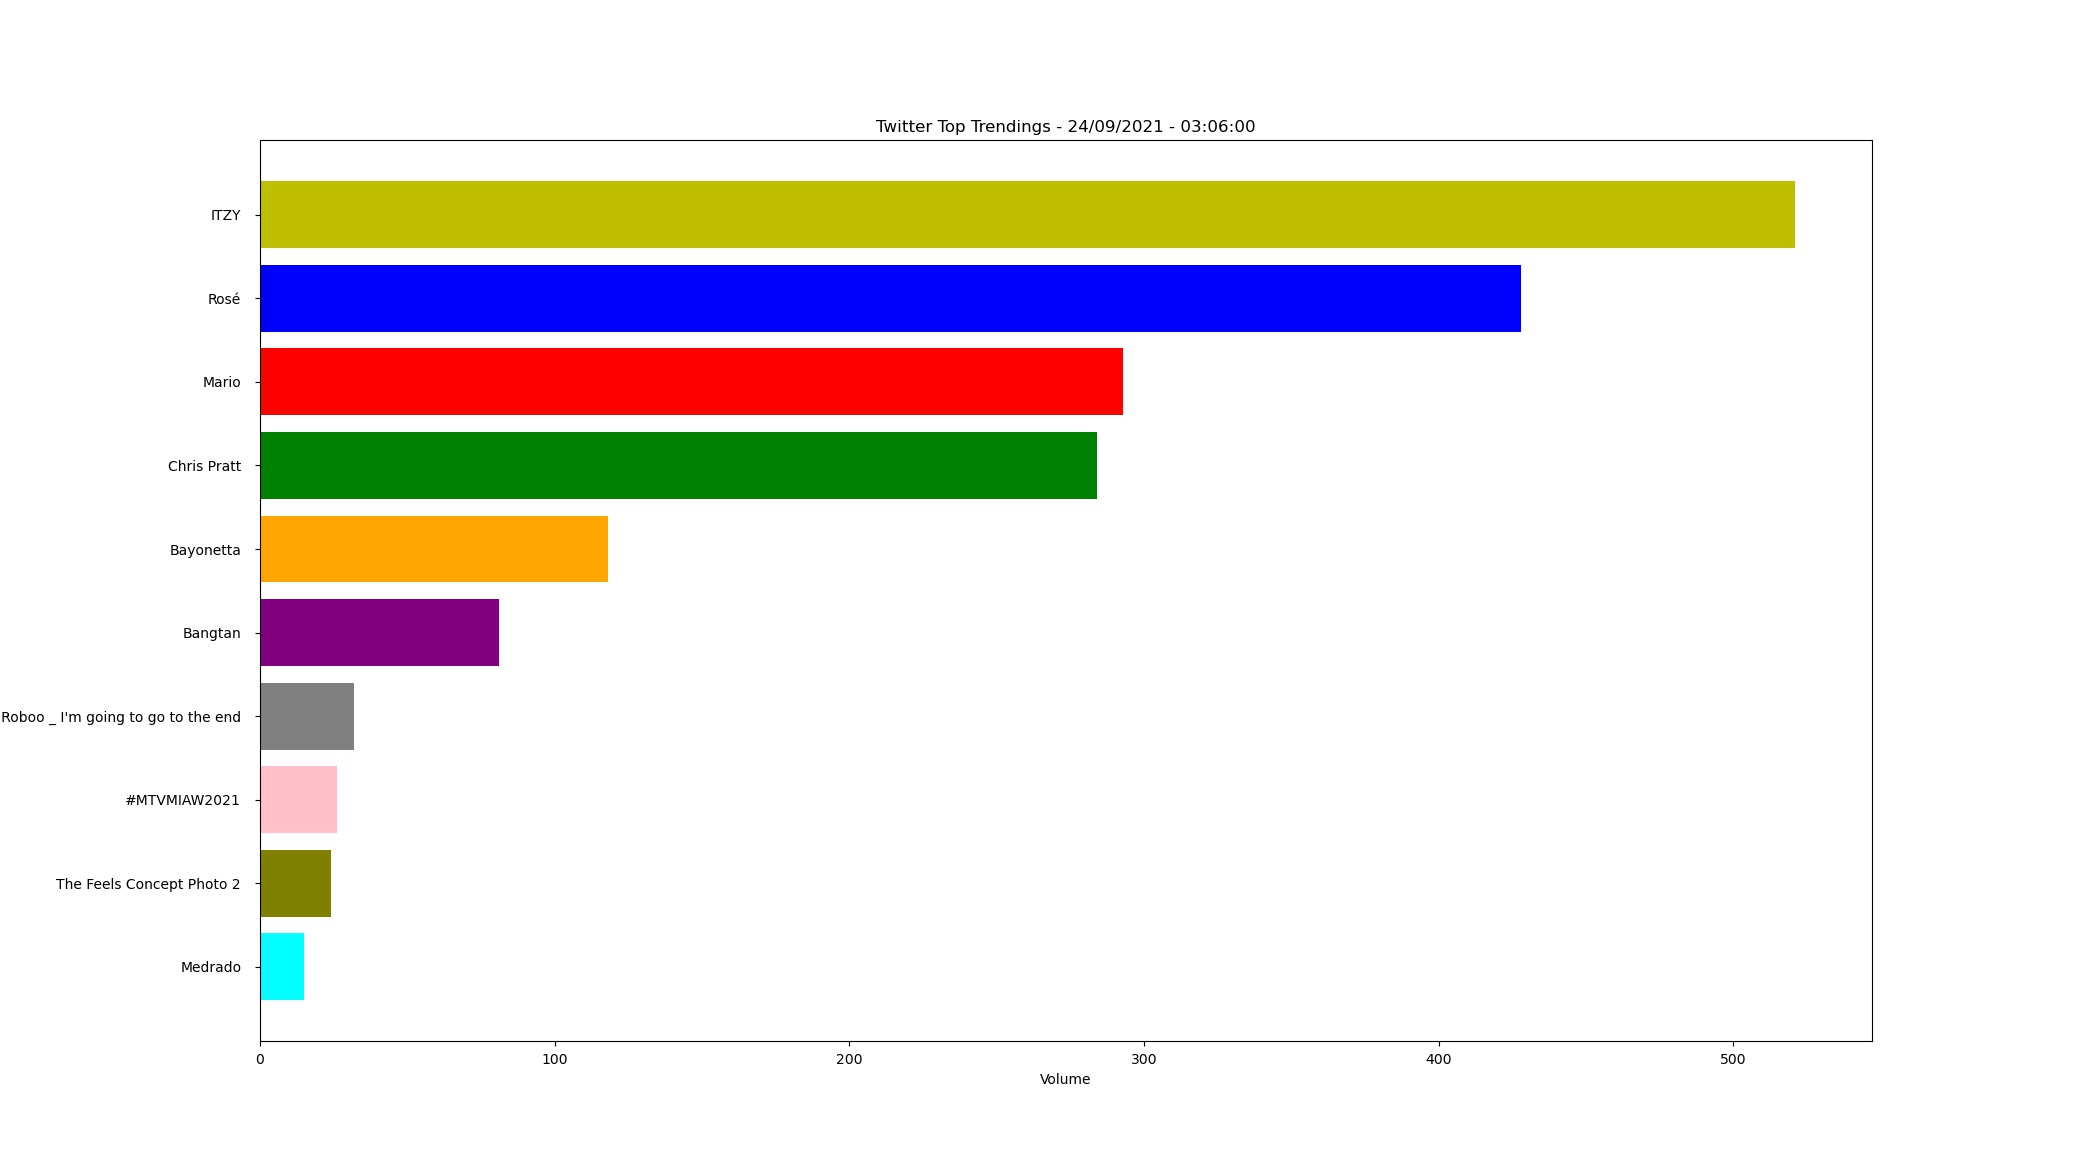 Twitter Top Trendings - 24/09/2021 - 03:06:00
ITZY
Rosé
Mario
Chris Pratt
Bayonetta
Bangtan
Roboo _ I'm going to go to the end
#MTVMIAW2021
The Feels Concept Photo 2
Medrado
0 100 200 300 400 500
Volume